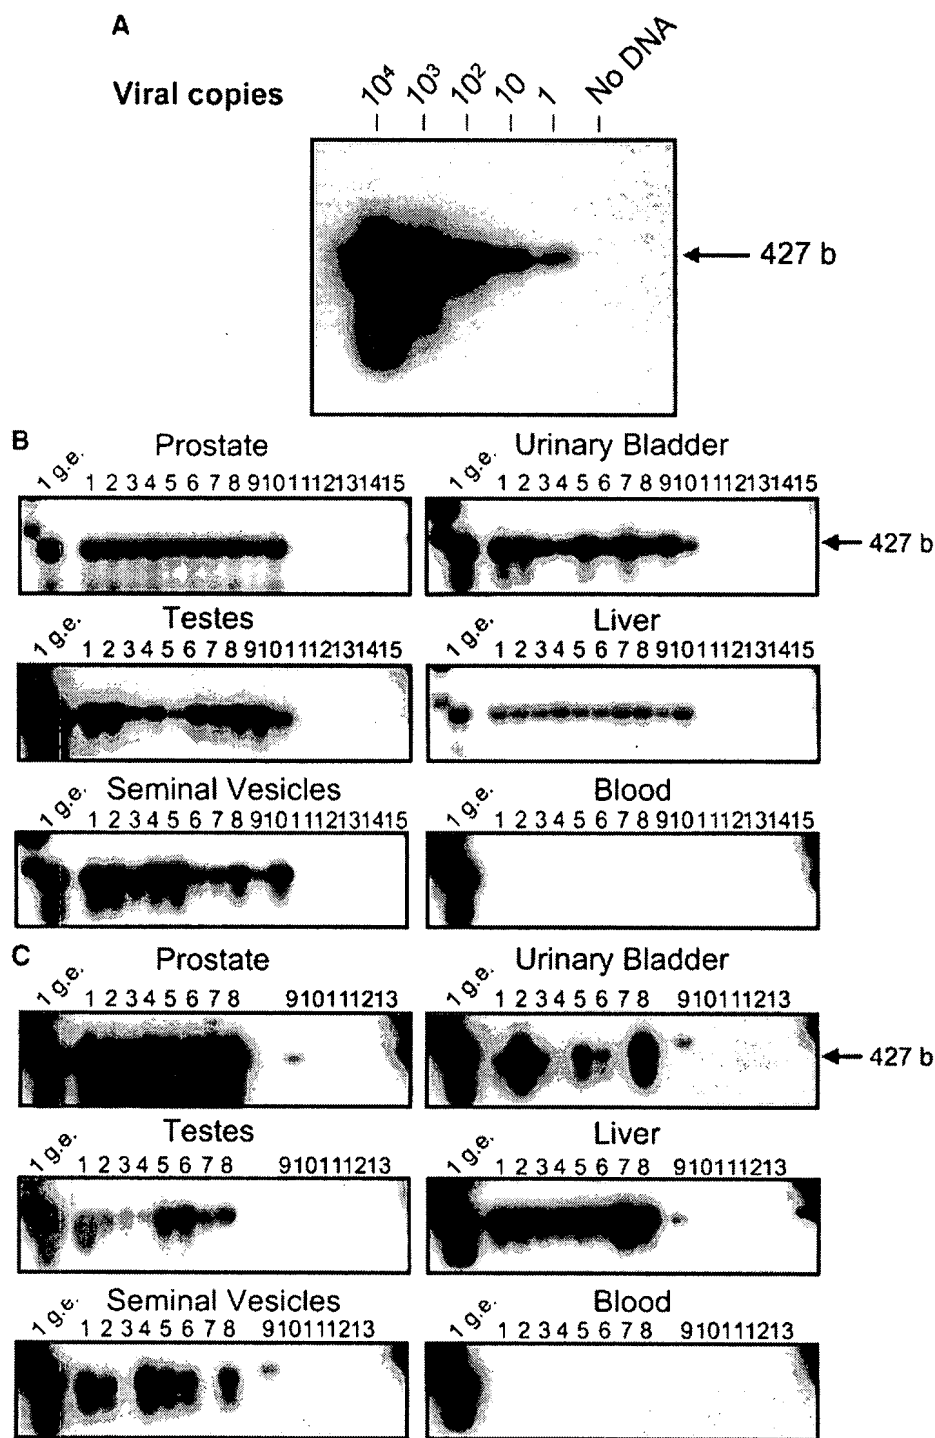 A
Viral copies
10⁴ 10³ 10² 10 1 No DNA
427 b
B
Prostate
1 g.e. 1 2 3 4 5 6 7 8 9 10 11 12 13 14 15
Urinary Bladder
1 g.e. 1 2 3 4 5 6 7 8 9 10 11 12 13 14 15
427 b
Testes
1 g.e. 1 2 3 4 5 6 7 8 9 10 11 12 13 14 15
Liver
1 g.e. 1 2 3 4 5 6 7 8 9 10 11 12 13 14 15
Seminal Vesicles
1 g.e. 1 2 3 4 5 6 7 8 9 10 11 12 13 14 15
Blood
1 g.e. 1 2 3 4 5 6 7 8 9 10 11 12 13 14 15
C
Prostate
1 g.e. 1 2 3 4 5 6 7 8 9 10 11 12 13
Urinary Bladder
1 g.e. 1 2 3 4 5 6 7 8 9 10 11 12 13
427 b
Testes
1 g.e. 1 2 3 4 5 6 7 8 9 10 11 12 13
Liver
1 g.e. 1 2 3 4 5 6 7 8 9 10 11 12 13
Seminal Vesicles
1 g.e. 1 2 3 4 5 6 7 8 9 10 11 12 13
Blood
1 g.e. 1 2 3 4 5 6 7 8 9 10 11 12 13